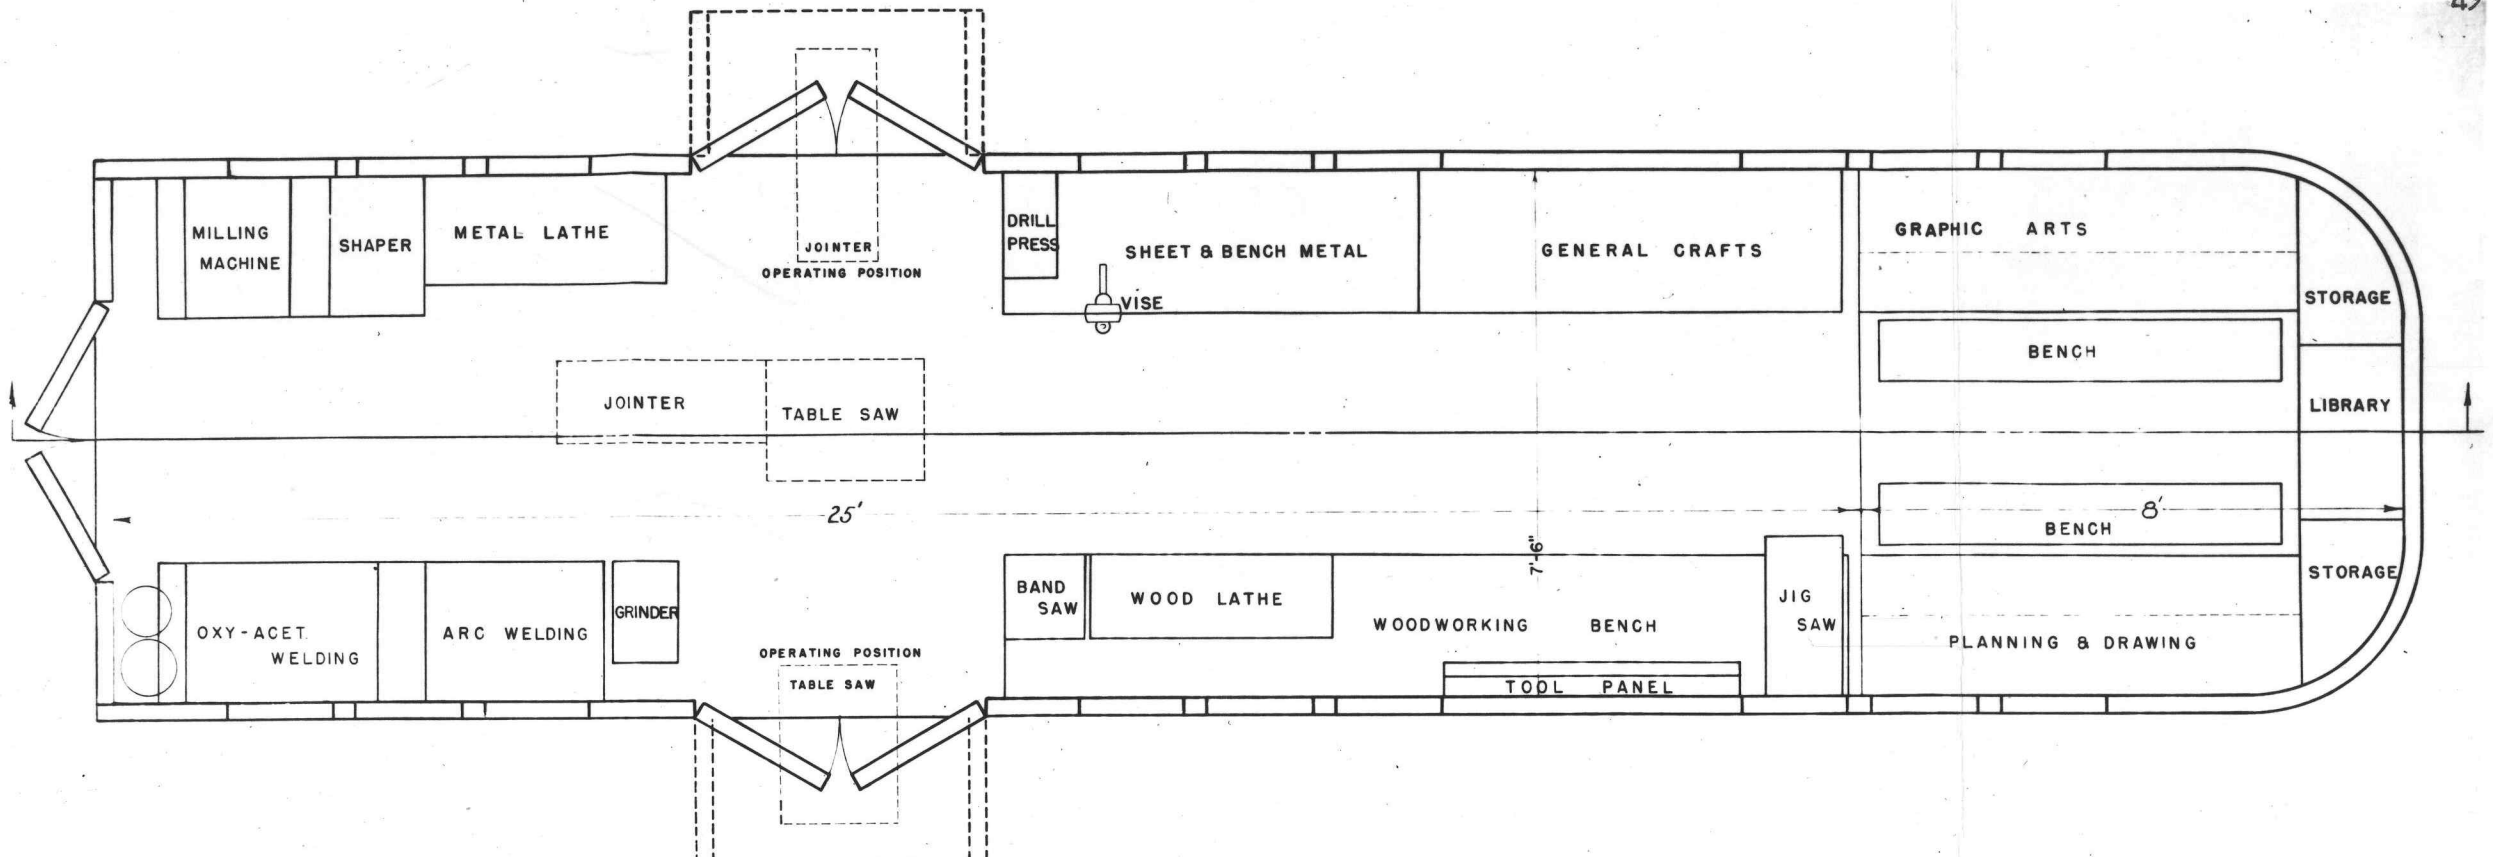 49
MILLING
MACHINE
SHAPER
METAL LATHE
JOINTER
OPERATING POSITION
DRILL
PRESS
VISE
SHEET & BENCH METAL
GENERAL CRAFTS
GRAPHIC ARTS
STORAGE
BENCH
LIBRARY
JOINTER
TABLE SAW
25'
7'-6"
8'
BENCH
STORAGE
OXY-ACET.
WELDING
ARC WELDING
GRINDER
OPERATING POSITION
TABLE SAW
BAND
SAW
WOOD LATHE
WOODWORKING BENCH
TOOL PANEL
JIG
SAW
PLANNING & DRAWING